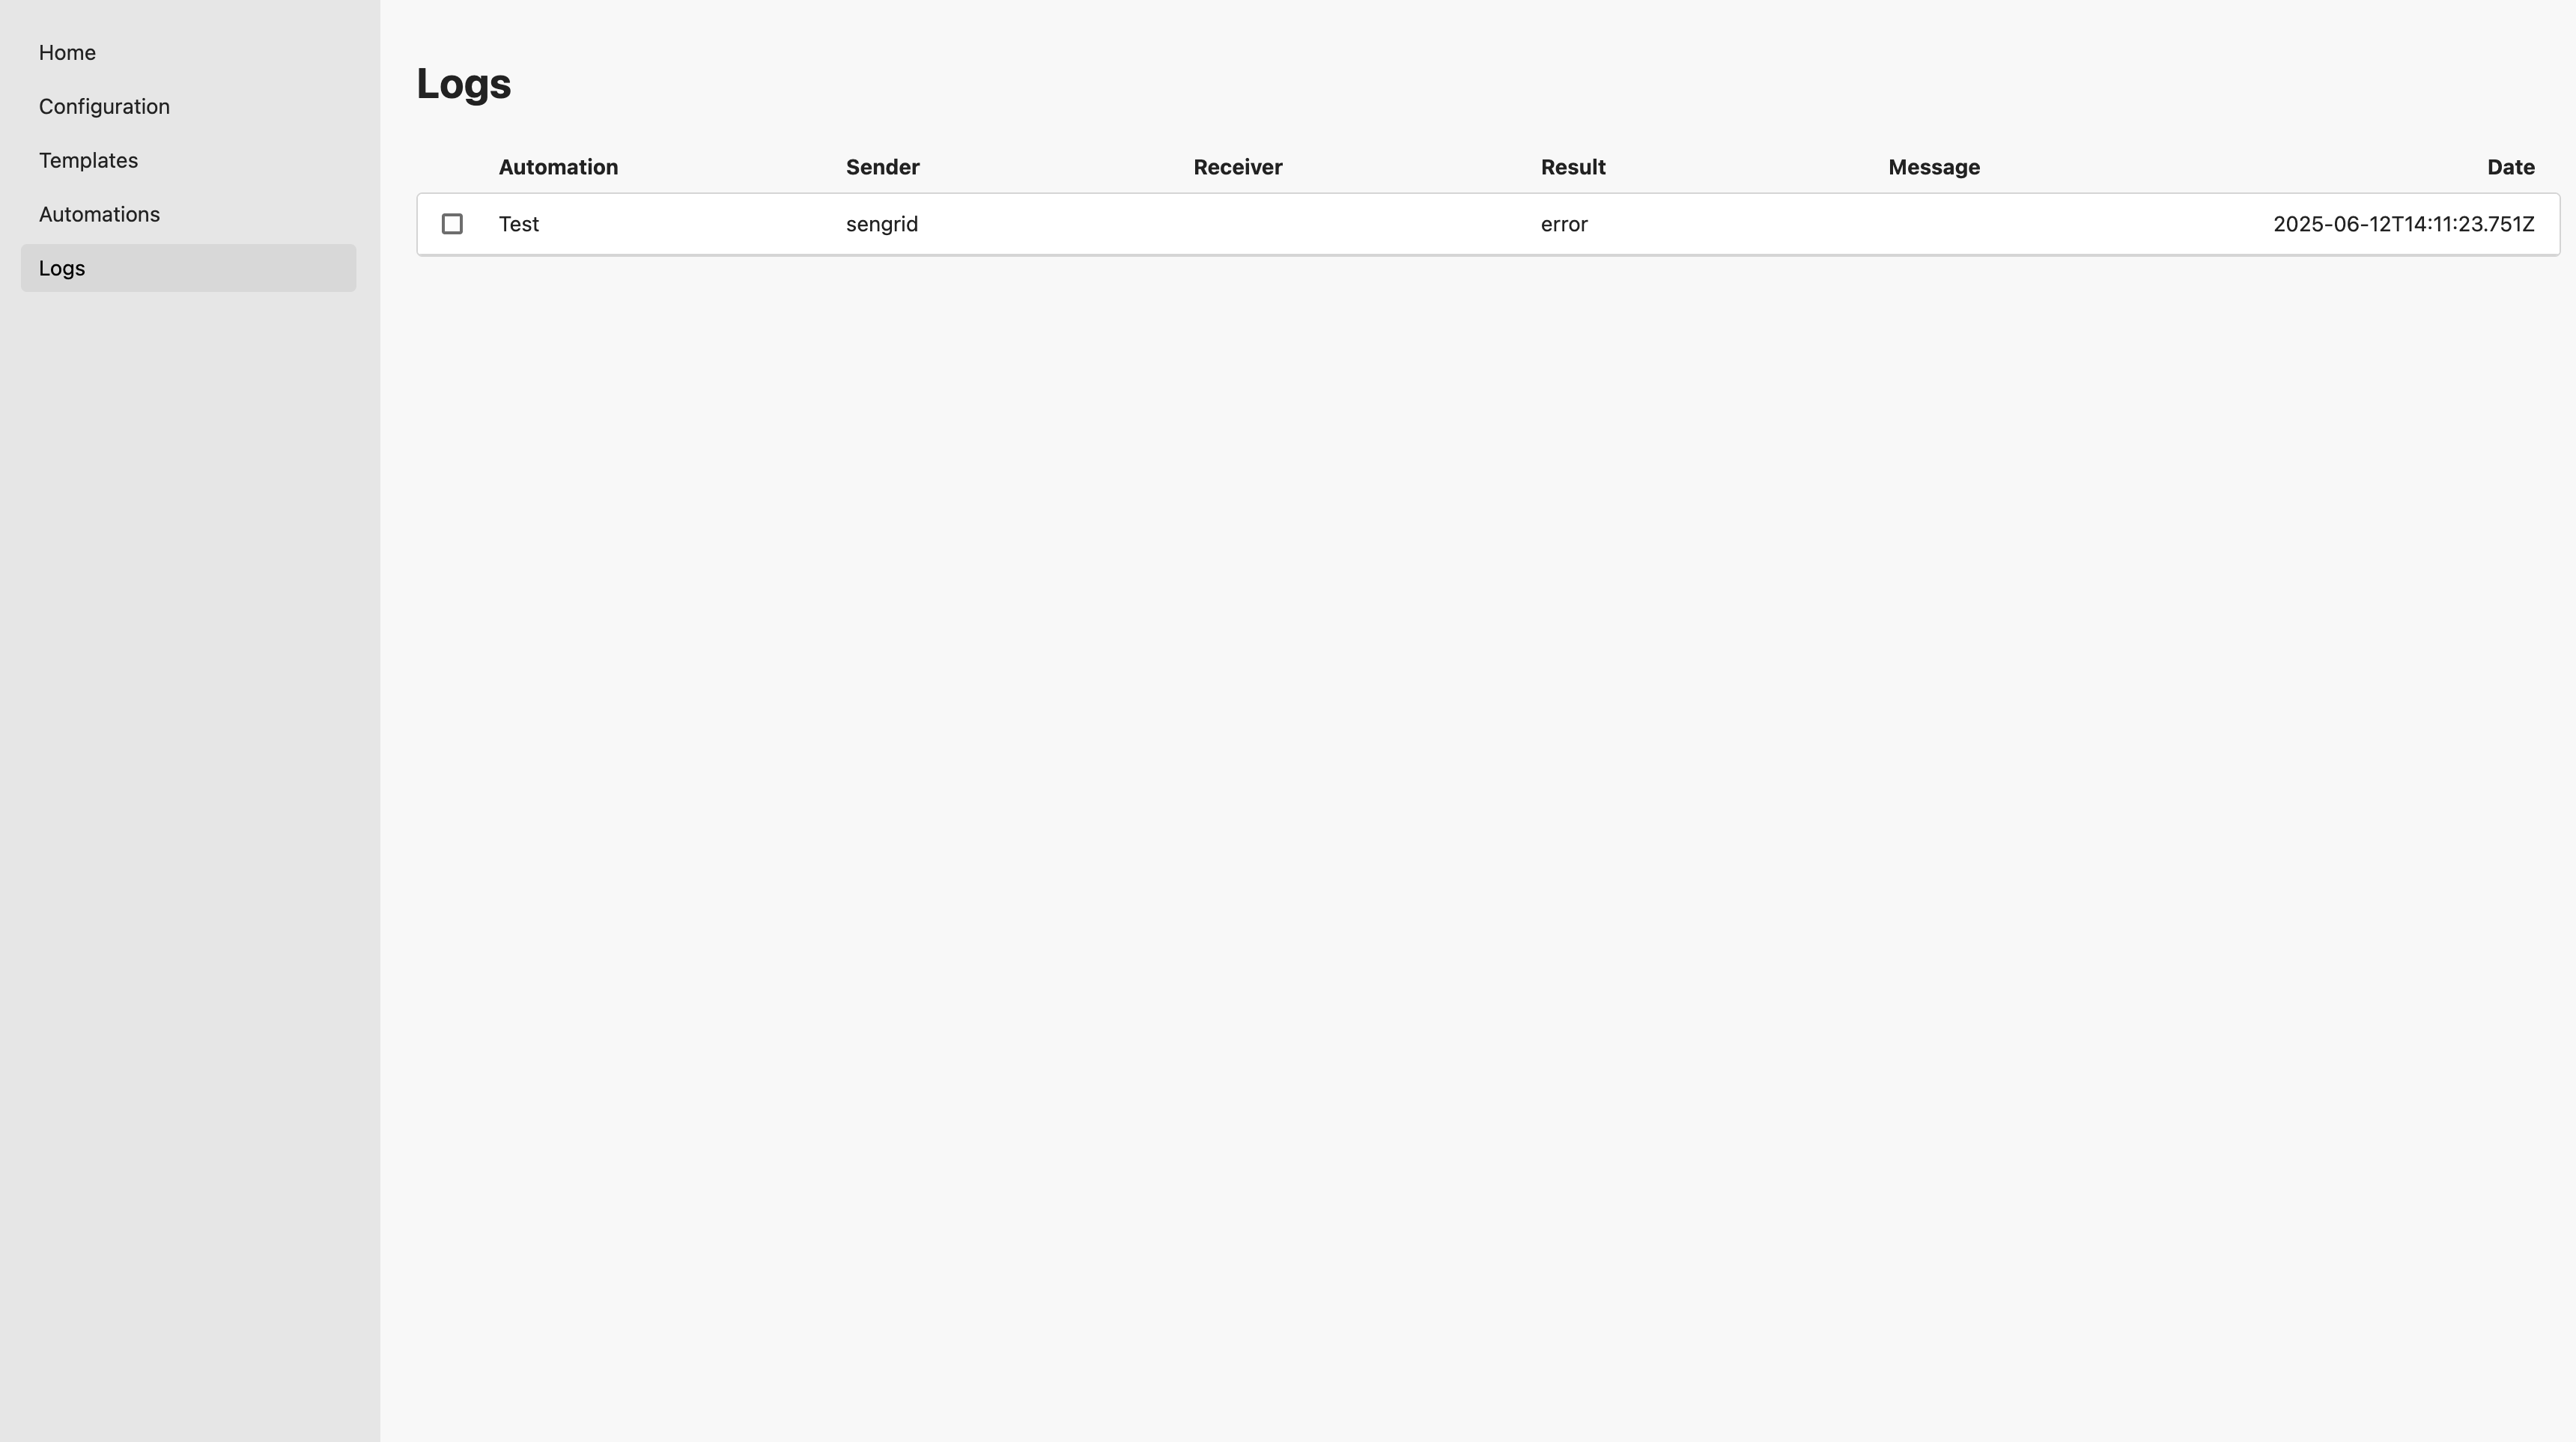 Home
Configuration
Templates
Automations
Logs
Logs
Automation Sender Receiver Result Message Date
Test sengrid error 2025-06-12T14:11:23.751Z